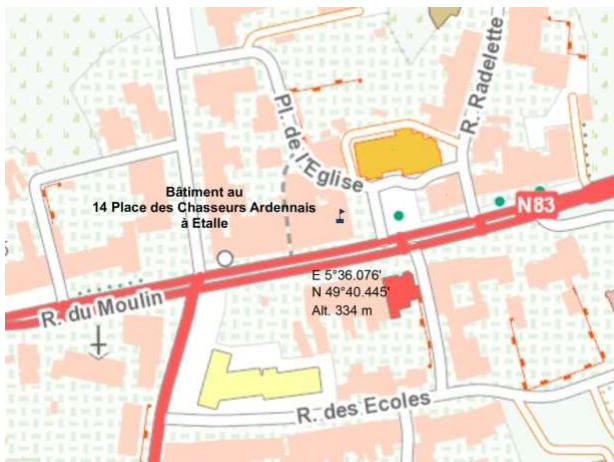 Pl. de l'Eglise
R. Radelette
Bâtiment au
14 Place des Chasseurs Ardennais
à Etalle
N83
E 5°36.076'
N 49°40.445'
Alt. 334 m
R. du Moulin
R. des Ecoles